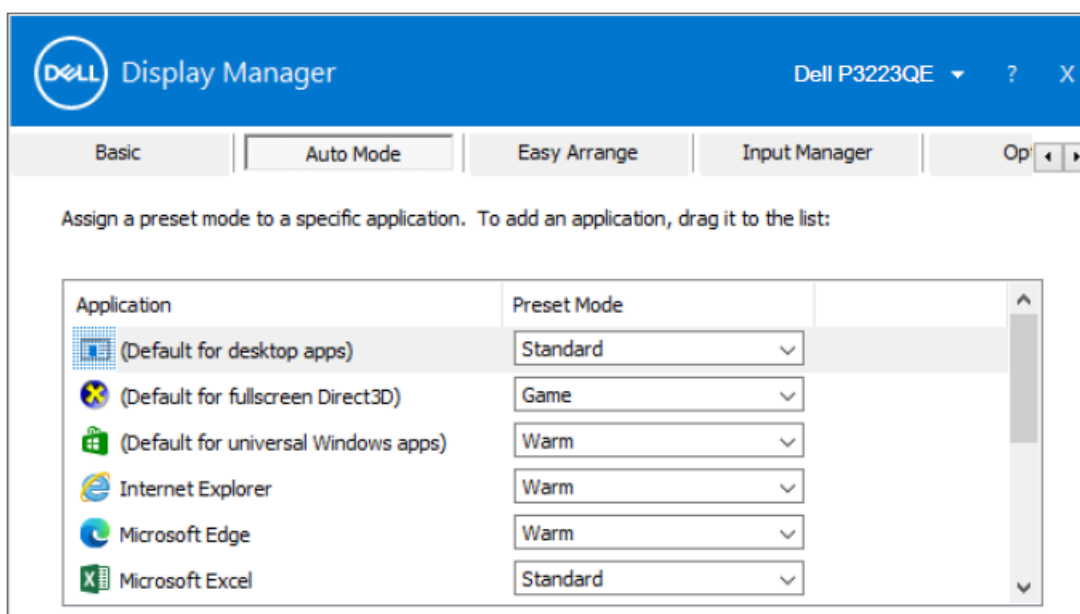 DELL Display Manager Dell P3223QE ? X
Basic Auto Mode Easy Arrange Input Manager
Assign a preset mode to a specific application. To add an application, drag it to the list:
Application Preset Mode
(Default for desktop apps) Standard
(Default for fullscreen Direct3D) Game
(Default for universal Windows apps) Warm
Internet Explorer Warm
Microsoft Edge Warm
Microsoft Excel Standard